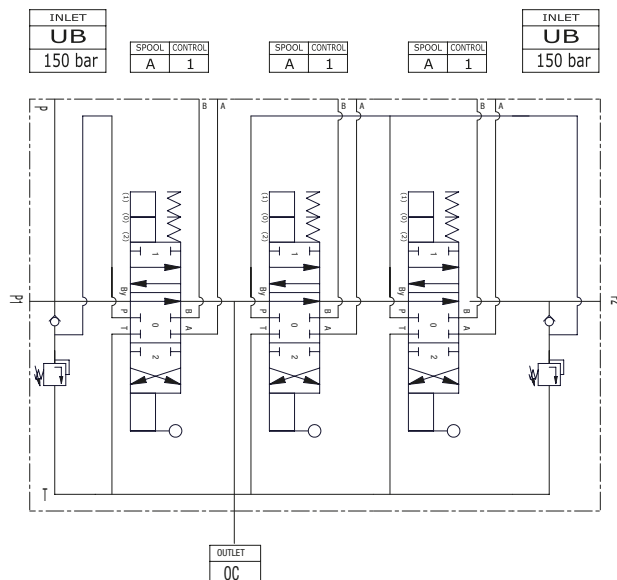 INLET
UB
150 bar
SPOOL CONTROL
A 1
SPOOL CONTROL
A 1
SPOOL CONTROL
A 1
INLET
UB
150 bar
P
B A
B A
B A
(1)
(0)
(2)
(1)
(0)
(2)
(1)
(0)
(2)
1
By
P
T
0
B
A
2
1
By
P
T
0
B
A
2
1
By
P
T
0
B
A
2
P1
T
OUTLET
OC